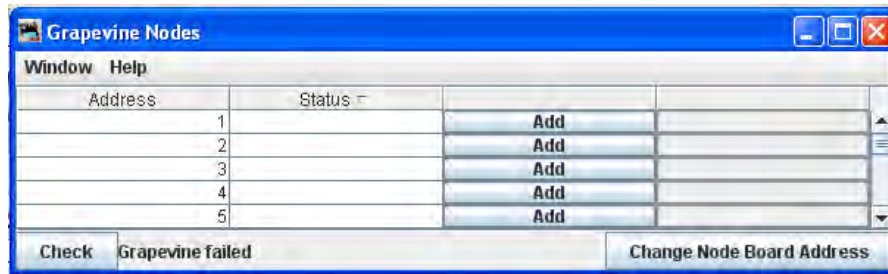 Grapevine Nodes
Window Help
Address Status
1 Add
2 Add
3 Add
4 Add
5 Add
Check Grapevine failed Change Node Board Address